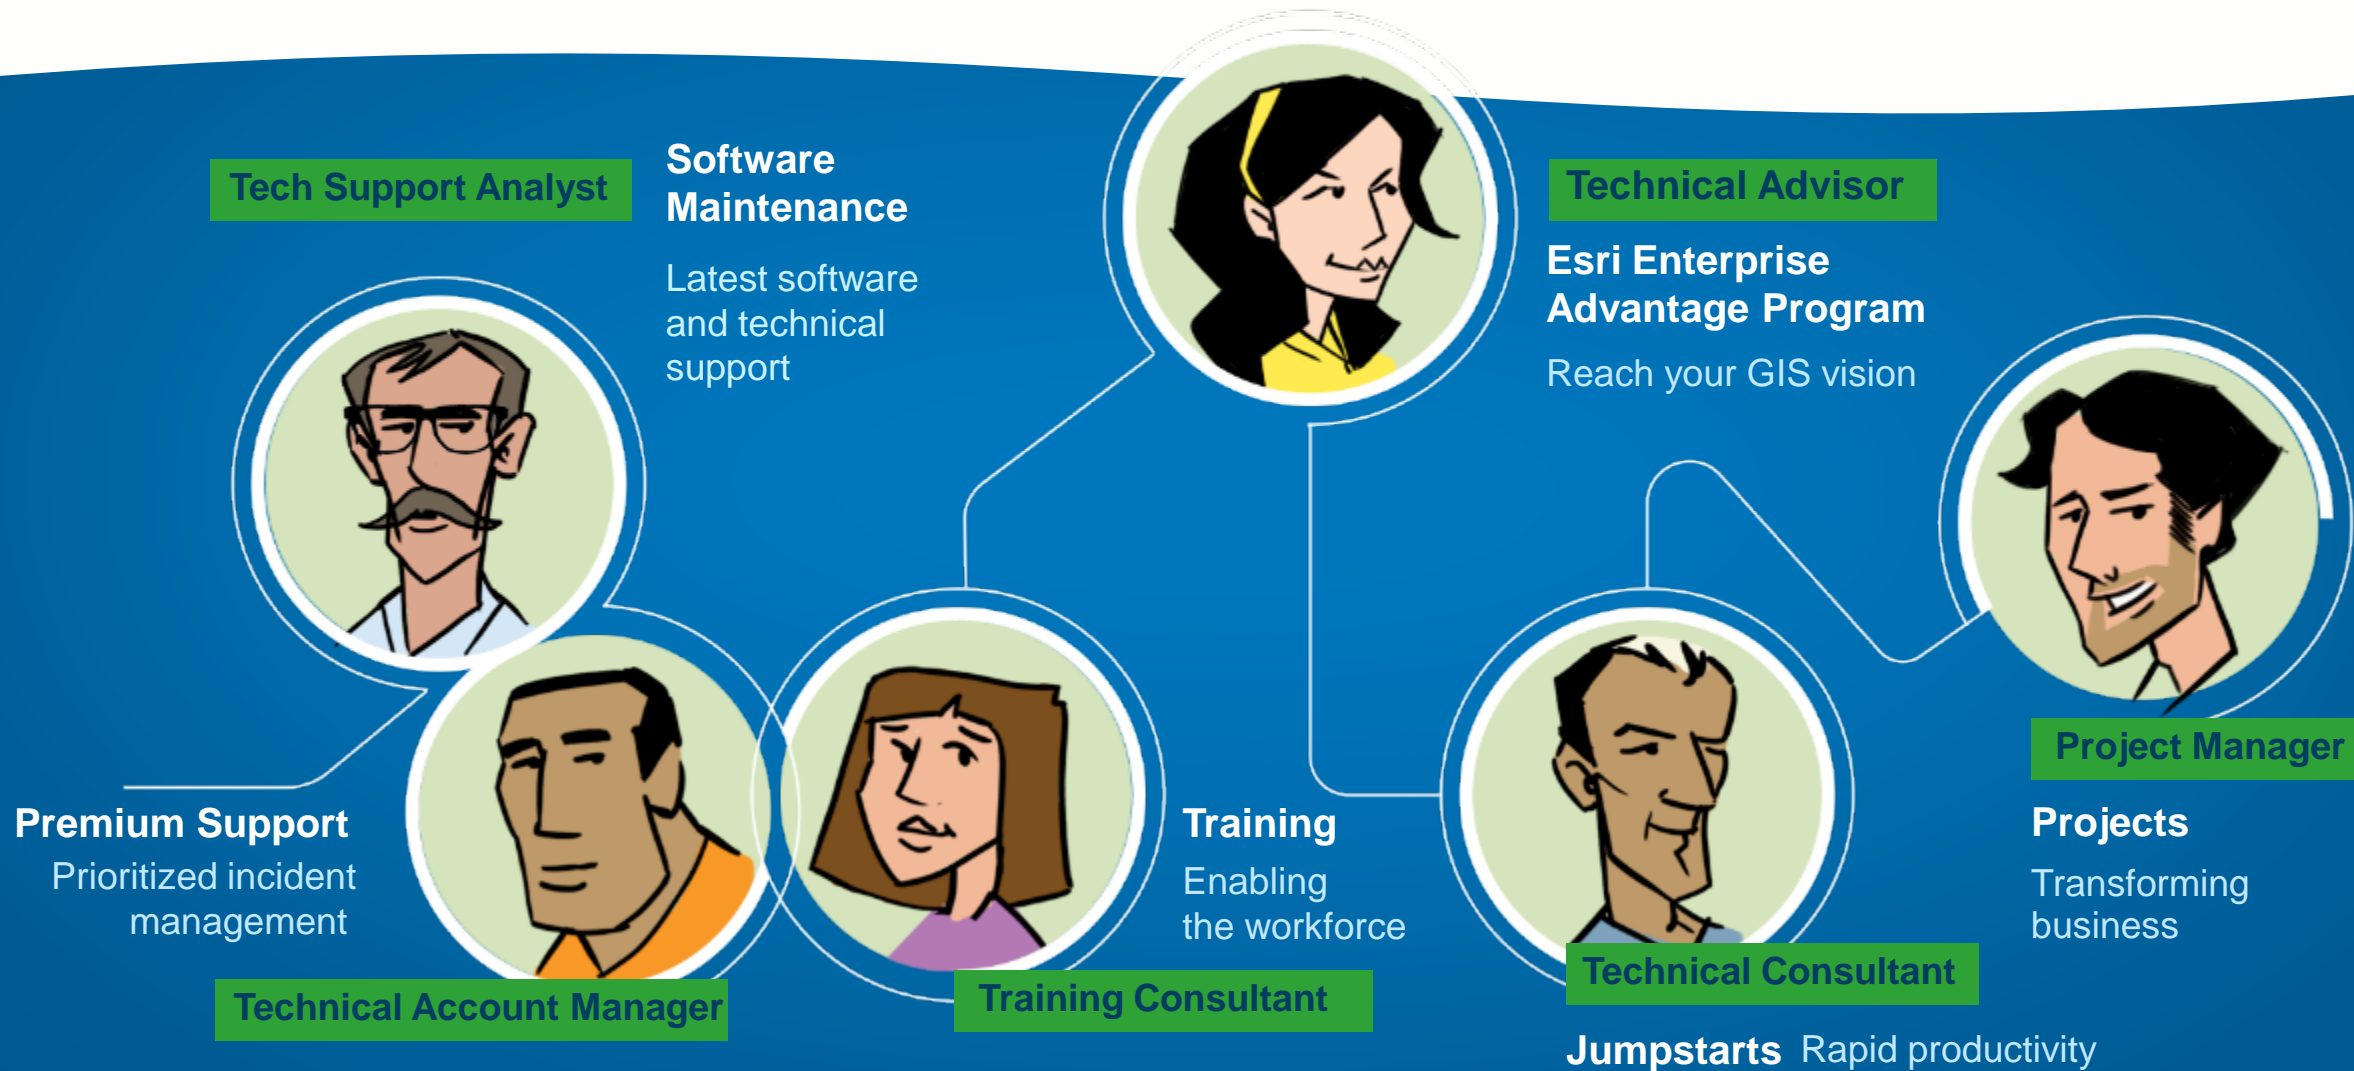 Tech Support Analyst
Software
Maintenance
Latest software
and technical
support
Technical Advisor
Esri Enterprise
Advantage Program
Reach your GIS vision
Premium Support
Prioritized incident
management
Technical Account Manager
Training
Enabling
the workforce
Training Consultant
Technical Consultant
Jumpstarts Rapid productivity
Project Manager
Projects
Transforming
business